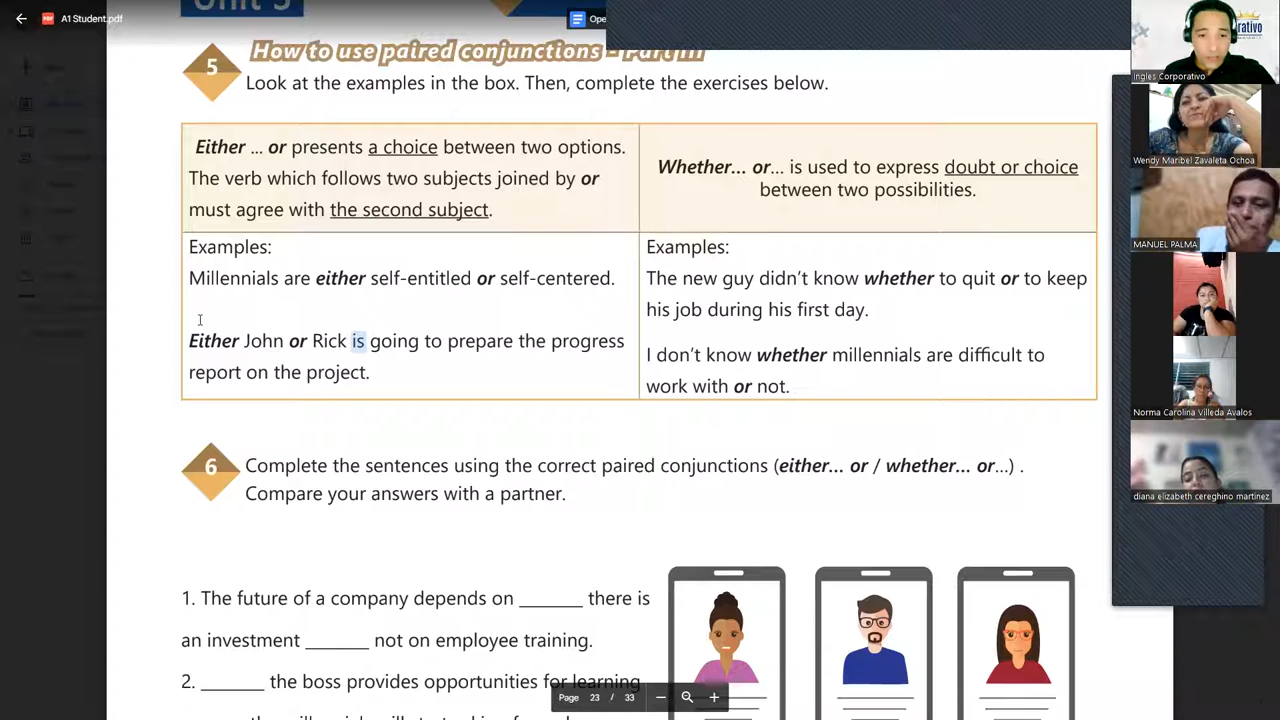 Unit 3
A1 Student.pdf
Ope
rativo
How to use paired conjunctions - Part III
5
Look at the examples in the box. Then, complete the exercises below.
Ingles Corporativo
Either ... or presents a choice between two options.
The verb which follows two subjects joined by or
must agree with the second subject.
Whether... or... is used to express doubt or choice
between two possibilities.
Wendy Maribel Zavaleta Ochoa
MANUEL PALMA
Examples:
Millennials are either self-entitled or self-centered.
Either John or Rick is going to prepare the progress
report on the project.
Examples:
The new guy didn't know whether to quit or to keep
his job during his first day.
I don't know whether millennials are difficult to
work with or not.
Norma Carolina Villeda Avalos
diana elizabeth cereghino martinez
6
Complete the sentences using the correct paired conjunctions (either... or / whether... or...) .
Compare your answers with a partner.
1. The future of a company depends on _______ there is
an investment _______ not on employee training.
2. _______ the boss provides opportunities for learning
Page 23 / 33